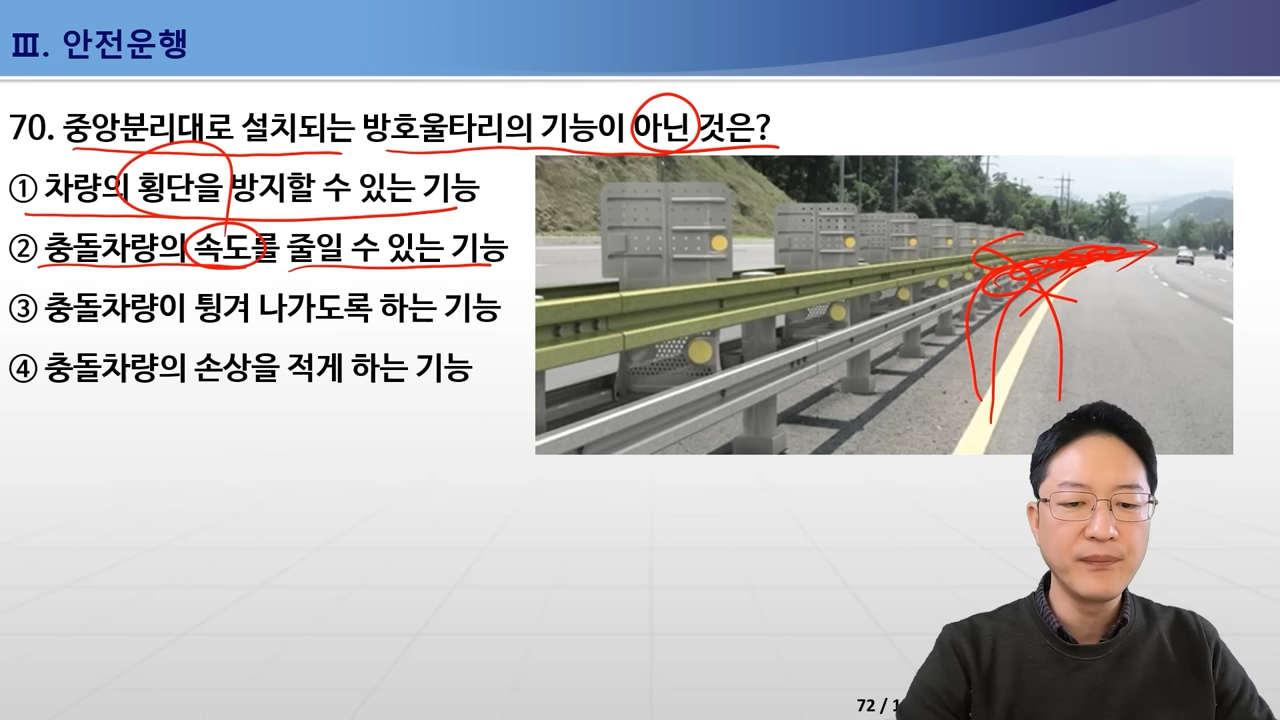 Ⅲ. 안전운행
70. 중앙분리대로 설치되는 방호울타리의 기능이 아닌 것은?
① 차량의 횡단을 방지할 수 있는 기능
② 충돌차량의 속도를 줄일 수 있는 기능
③ 충돌차량이 튕겨 나가도록 하는 기능
④ 충돌차량의 손상을 적게 하는 기능
72 /